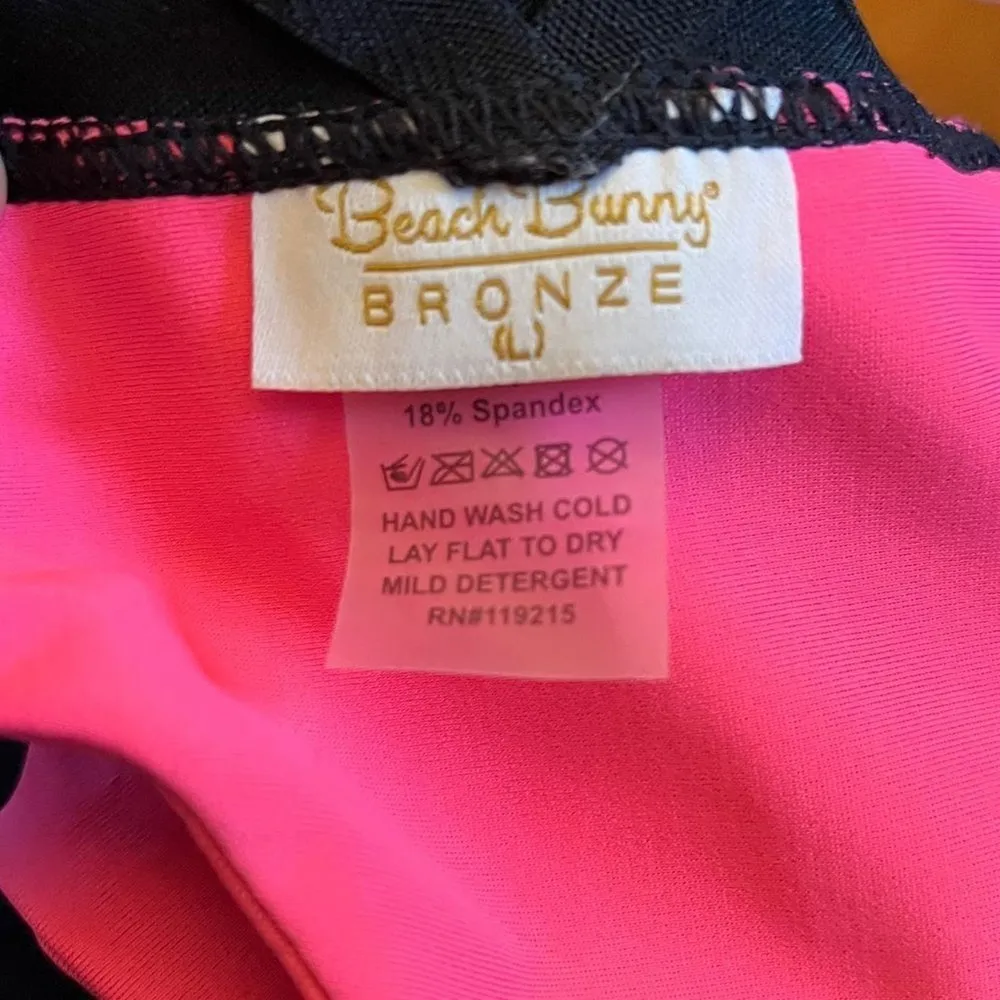 Beach Bunny®
BRONZE
(L)
18% Spandex
HAND WASH COLD
LAY FLAT TO DRY
MILD DETERGENT
RN#119215